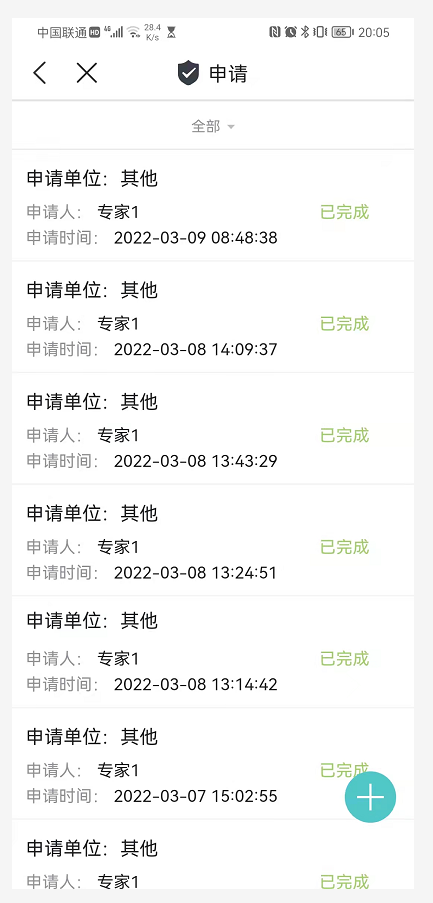 中国联通 HD 4G 28.4 K/s 65 20:05
申请
全部
申请单位：其他
申请人： 专家1 已完成
申请时间： 2022-03-09 08:48:38
申请单位：其他
申请人： 专家1 已完成
申请时间： 2022-03-08 14:09:37
申请单位：其他
申请人： 专家1 已完成
申请时间： 2022-03-08 13:43:29
申请单位：其他
申请人： 专家1 已完成
申请时间： 2022-03-08 13:24:51
申请单位：其他
申请人： 专家1 已完成
申请时间： 2022-03-08 13:14:42
申请单位：其他
申请人： 专家1 已完成
申请时间： 2022-03-07 15:02:55
申请单位：其他
申请人： 专家1 已完成